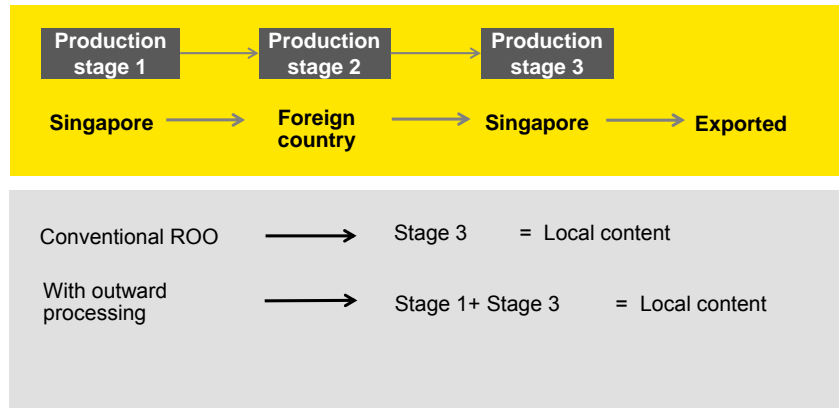 Production Production Production
stage 1 stage 2 stage 3
Singapore Foreign country Singapore Exported
Conventional ROO Stage 3 = Local content
With outward
processing Stage 1+ Stage 3 = Local content